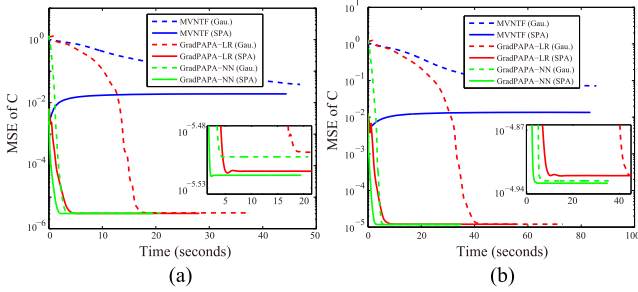 MVNTF (Gau.)
MVNTF (SPA)
GradPAPA-LR (Gau.)
GradPAPA-LR (SPA)
GradPAPA-NN (Gau.)
GradPAPA-NN (SPA)
MSE of C
10^0
10^-2
10^-4
10^-6
10^-5.48
10^-5.53
5 10 15 20
0 10 20 30 40 50
Time (seconds)
(a)
MVNTF (Gau.)
MVNTF (SPA)
GradPAPA-LR (Gau.)
GradPAPA-LR (SPA)
GradPAPA-NN (Gau.)
GradPAPA-NN (SPA)
MSE of C
10^1
10^0
10^-1
10^-2
10^-3
10^-4
10^-5
10^-4.87
10^-4.94
0 20 40
0 20 40 60 80 100
Time (seconds)
(b)